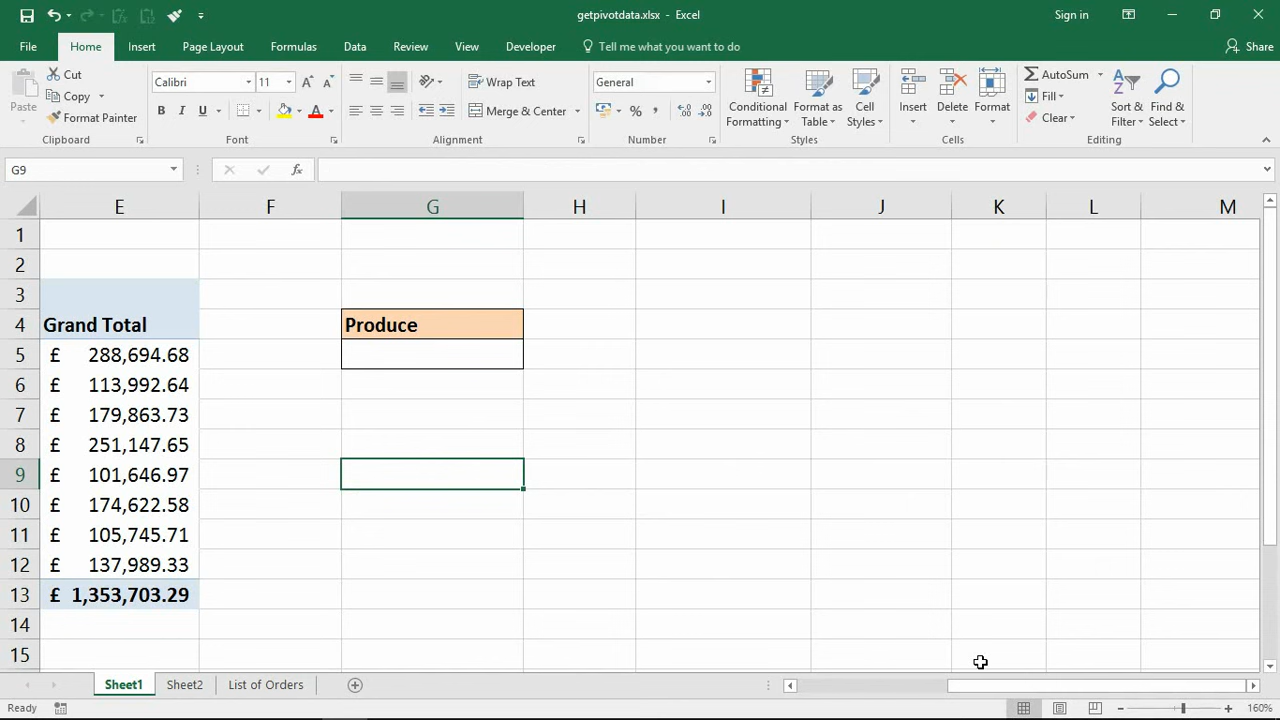 getpivotdata.xlsx - Excel
Sign in
File Home Insert Page Layout Formulas Data Review View Developer Tell me what you want to do Share
Paste
Cut
Copy
Format Painter
Clipboard
Calibri 11
B I U A
Font
Wrap Text
Merge & Center
Alignment
General
%
Number
Conditional Formatting
Format as Table
Cell Styles
Styles
Insert Delete Format
Cells
AutoSum
Fill
Clear
Sort & Filter
Find & Select
Editing
G9
fx
E F G H I J K L M
1
2
3
4 Grand Total Produce
5 £ 288,694.68
6 £ 113,992.64
7 £ 179,863.73
8 £ 251,147.65
9 £ 101,646.97
10 £ 174,622.58
11 £ 105,745.71
12 £ 137,989.33
13 £ 1,353,703.29
14
15
Sheet1 Sheet2 List of Orders
Ready
160%